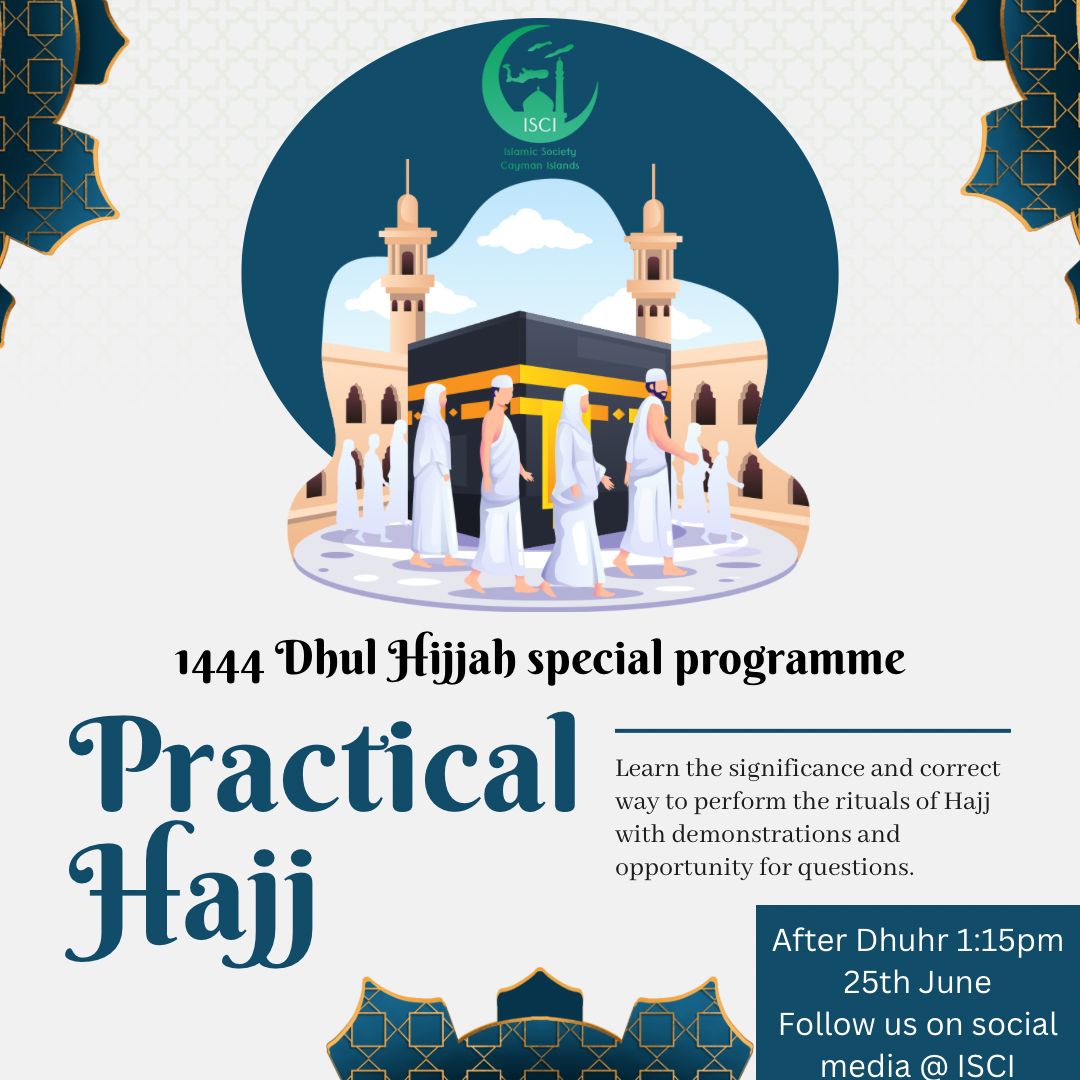 ISCI
Islamic Society
Cayman Islands
1444 Dhul Hijjah special programme
Practical
Hajj
Learn the significance and correct
way to perform the rituals of Hajj
with demonstrations and
opportunity for questions.
After Dhuhr 1:15pm
25th June
Follow us on social
media @ ISCI